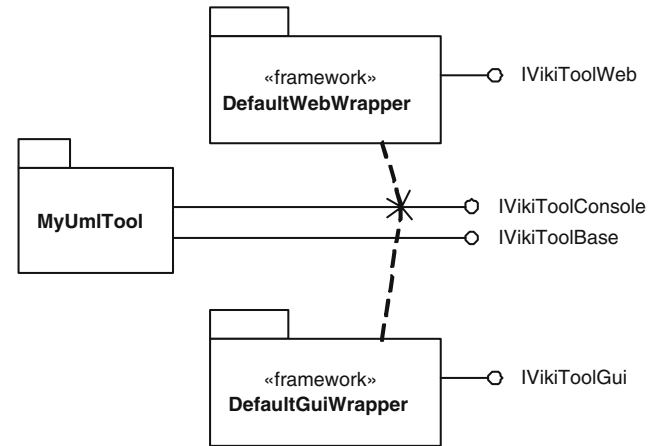 «framework»
DefaultWebWrapper
IVikiToolWeb
MyUmlTool
IVikiToolConsole
IVikiToolBase
«framework»
DefaultGuiWrapper
IVikiToolGui